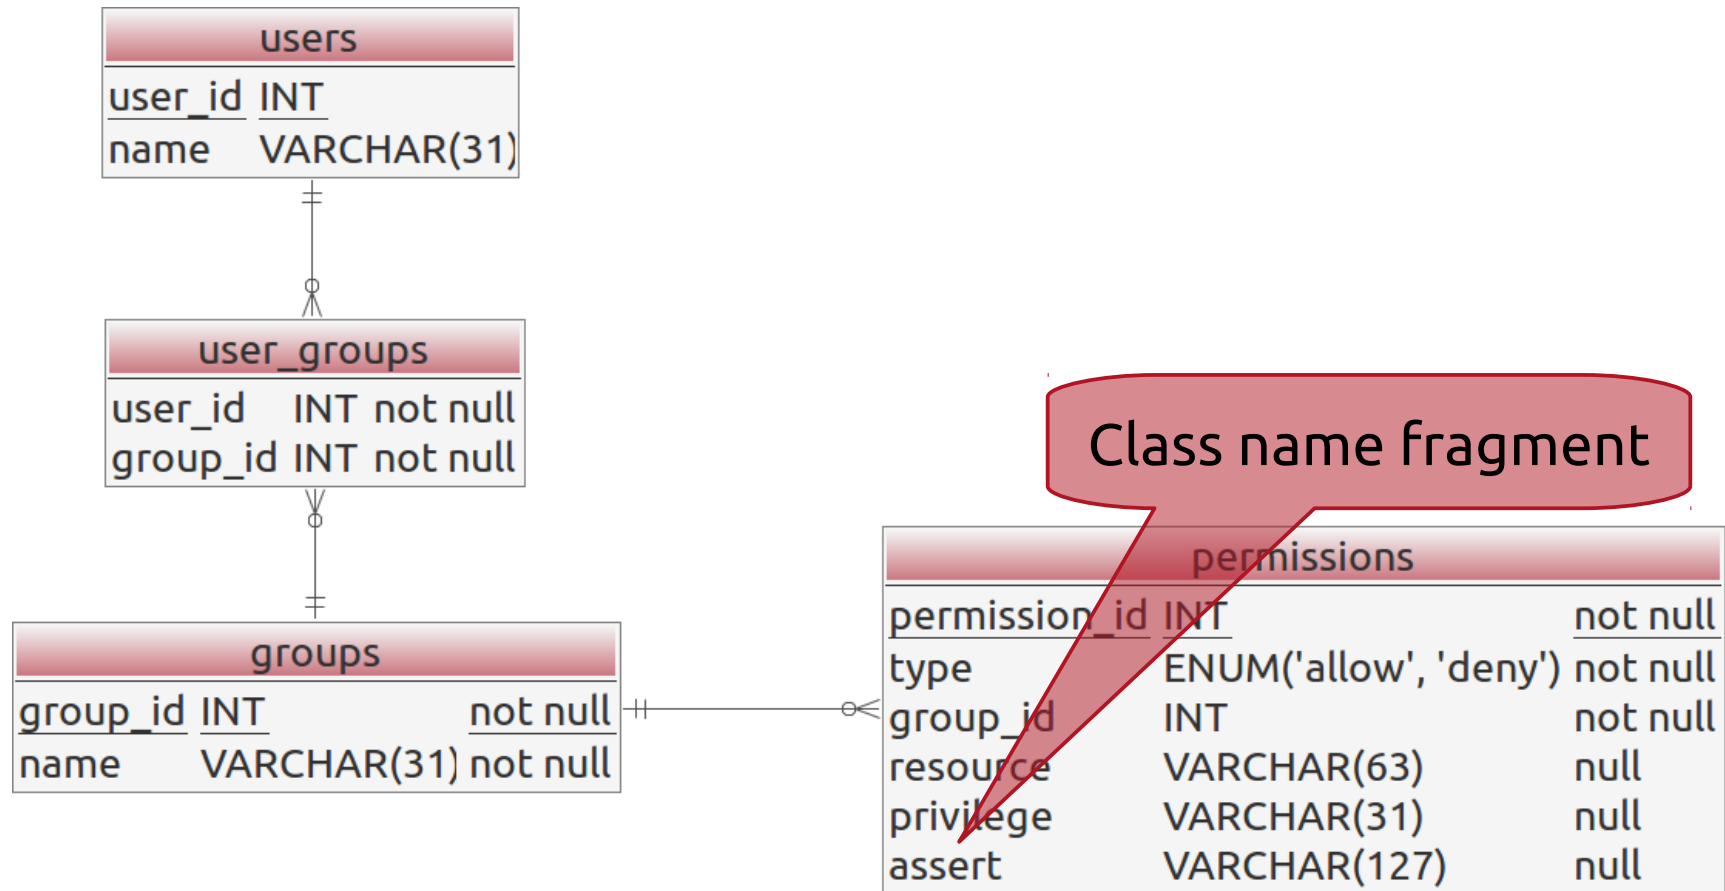 users
user_id INT
name VARCHAR(31)
user_groups
user_id INT not null
group_id INT not null
Class name fragment
groups
group_id INT not null
name VARCHAR(31) not null
permissions
permission_id INT not null
type ENUM('allow', 'deny') not null
group_id INT not null
resource VARCHAR(63) null
privilege VARCHAR(31) null
assert VARCHAR(127) null